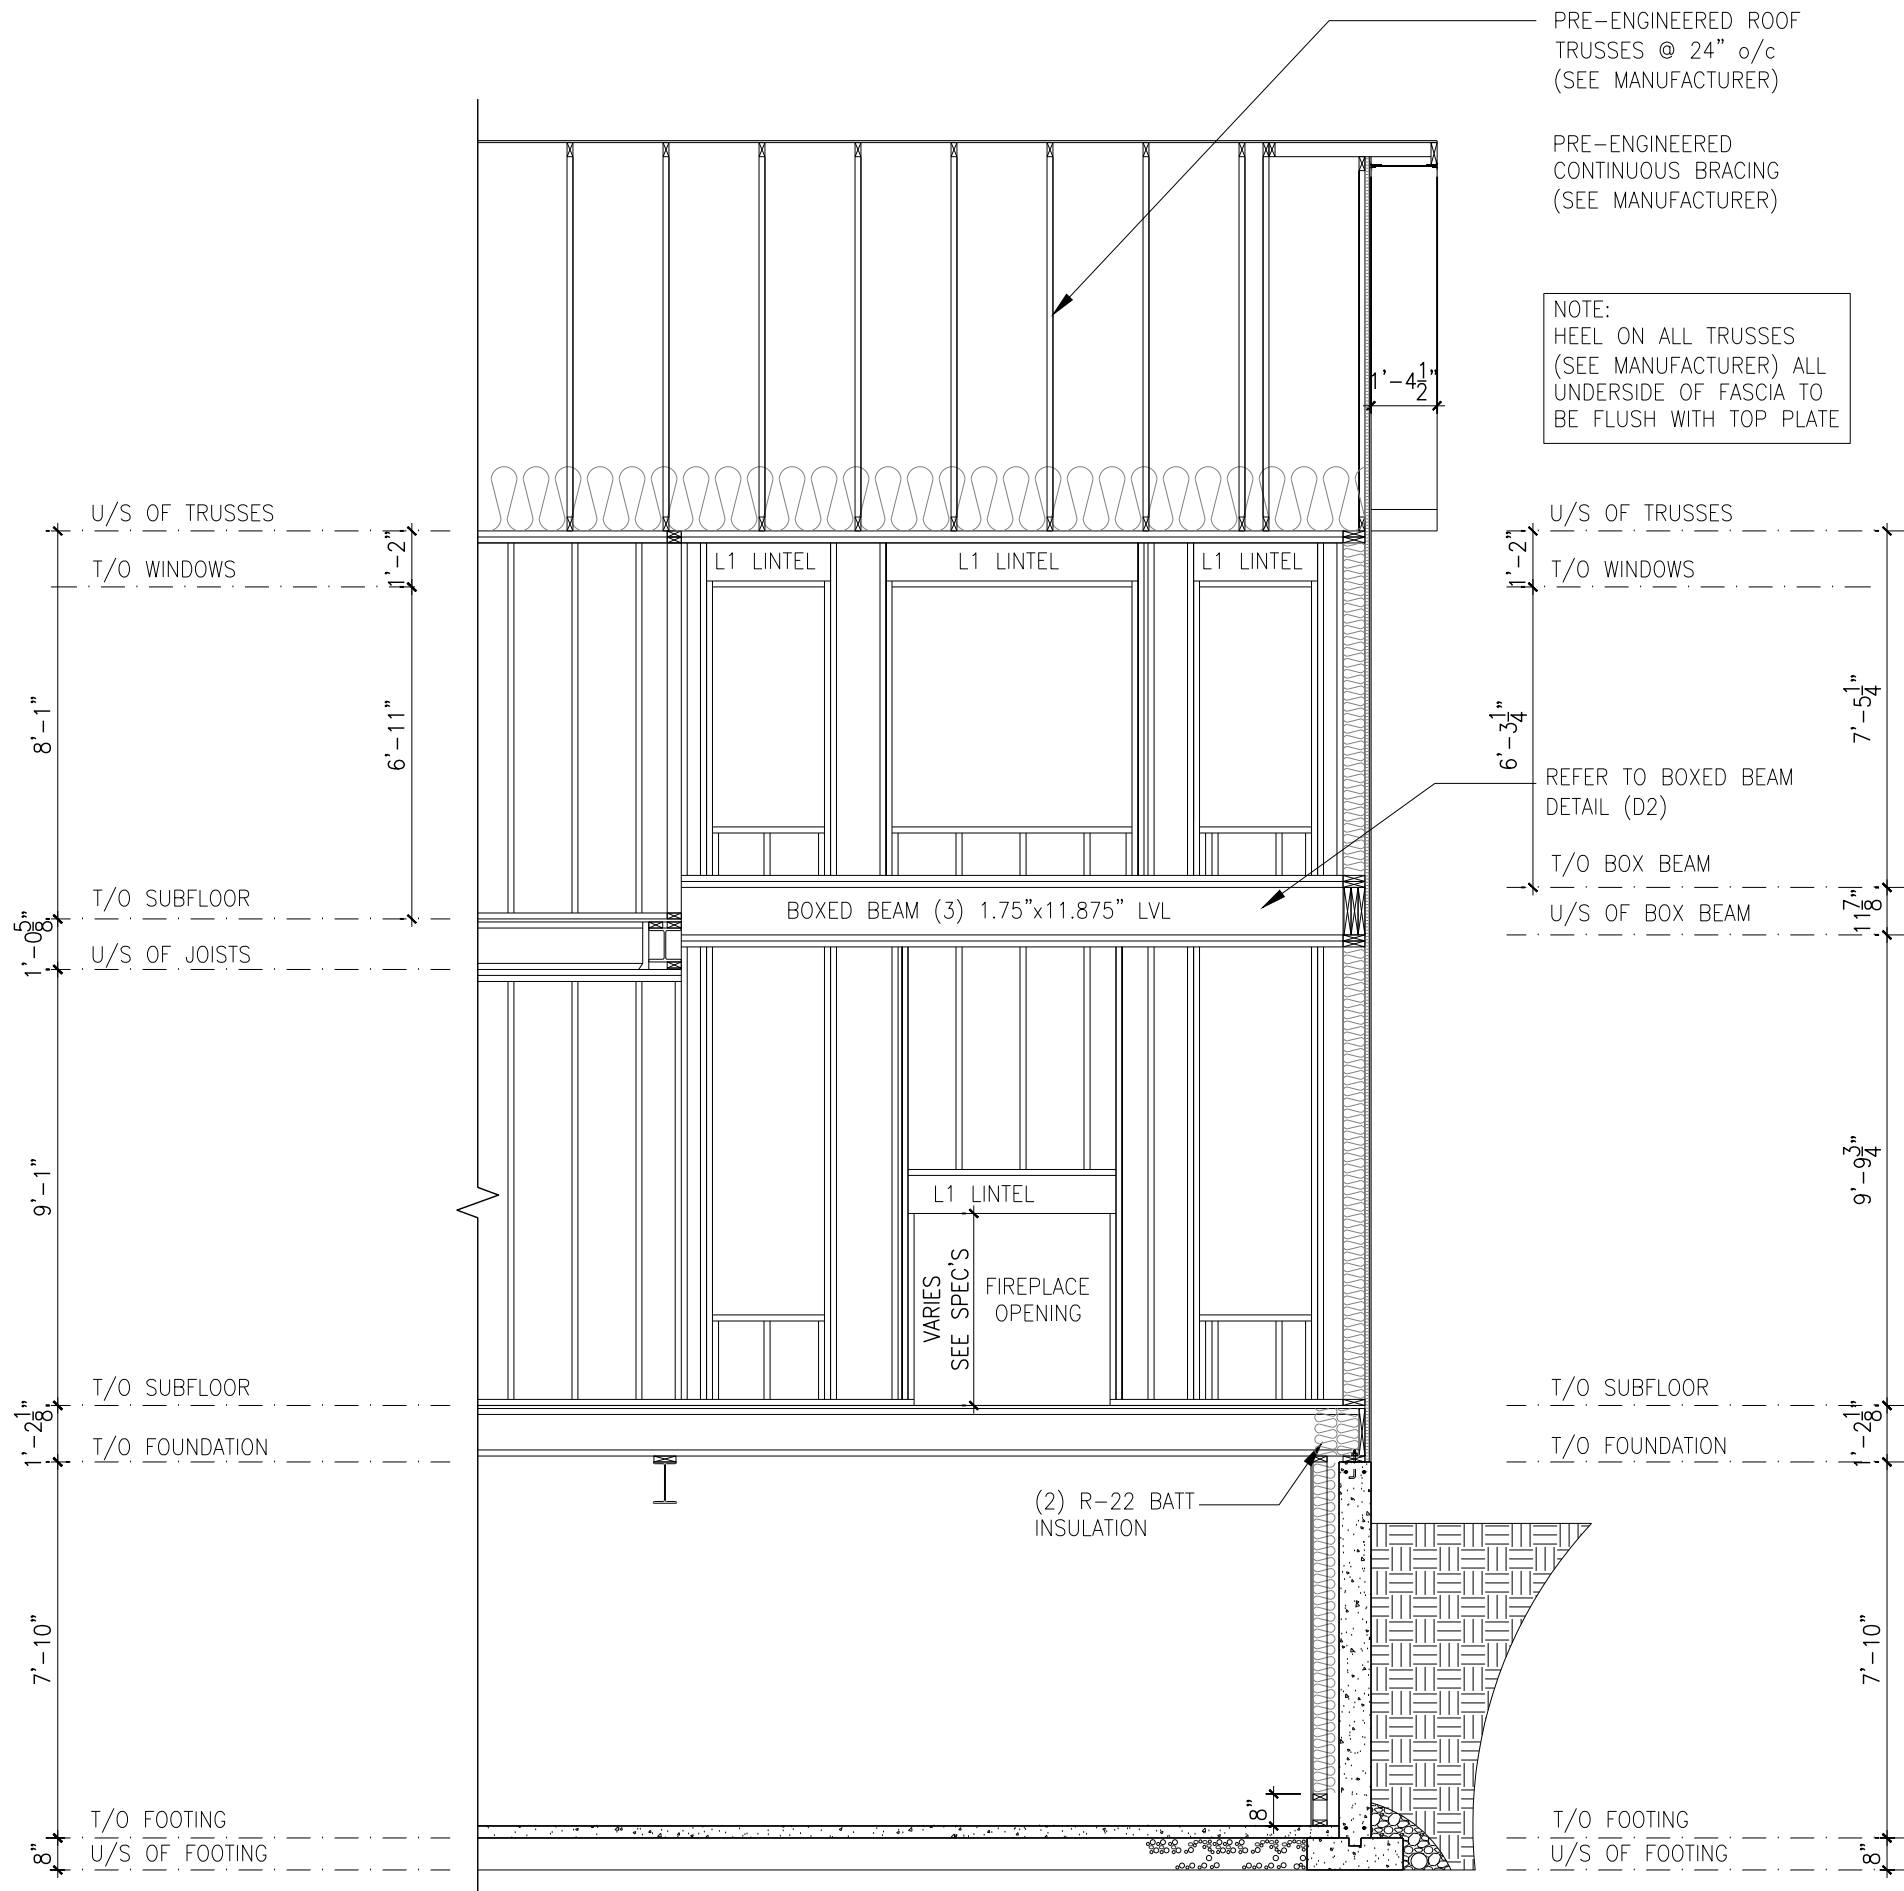 PRE-ENGINEERED ROOF
TRUSSES @ 24" o/c
(SEE MANUFACTURER)
PRE-ENGINEERED
CONTINUOUS BRACING
(SEE MANUFACTURER)
NOTE:
HEEL ON ALL TRUSSES
(SEE MANUFACTURER) ALL
UNDERSIDE OF FASCIA TO
BE FLUSH WITH TOP PLATE
1'-4 1/2"
U/S OF TRUSSES
T/O WINDOWS
1'-2"
8'-1"
6'-11"
T/O SUBFLOOR
1'-0 5/8"
U/S OF JOISTS
9'-1"
T/O SUBFLOOR
1'-2 1/8"
T/O FOUNDATION
7'-10"
T/O FOOTING
8"
U/S OF FOOTING
L1 LINTEL
L1 LINTEL
L1 LINTEL
BOXED BEAM (3) 1.75"x11.875" LVL
L1 LINTEL
VARIES
SEE SPEC'S
FIREPLACE
OPENING
(2) R-22 BATT
INSULATION
8"
U/S OF TRUSSES
1'-2"
T/O WINDOWS
6'-3 1/4"
7'-5 1/4"
REFER TO BOXED BEAM
DETAIL (D2)
T/O BOX BEAM
11 7/8"
U/S OF BOX BEAM
9'-9 3/4"
T/O SUBFLOOR
1'-2 1/8"
T/O FOUNDATION
7'-10"
T/O FOOTING
U/S OF FOOTING
8"